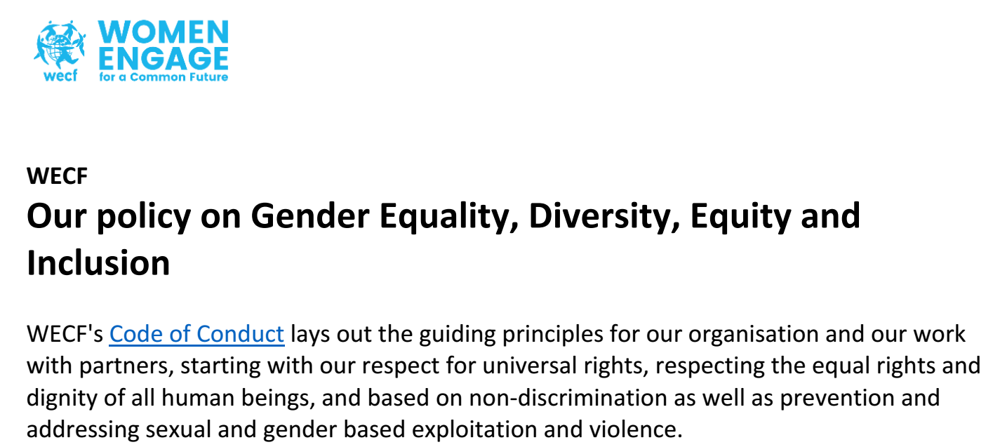 WOMEN
ENGAGE
for a Common Future
wecf
WECF
Our policy on Gender Equality, Diversity, Equity and
Inclusion
WECF's Code of Conduct lays out the guiding principles for our organisation and our work
with partners, starting with our respect for universal rights, respecting the equal rights and
dignity of all human beings, and based on non-discrimination as well as prevention and
addressing sexual and gender based exploitation and violence.